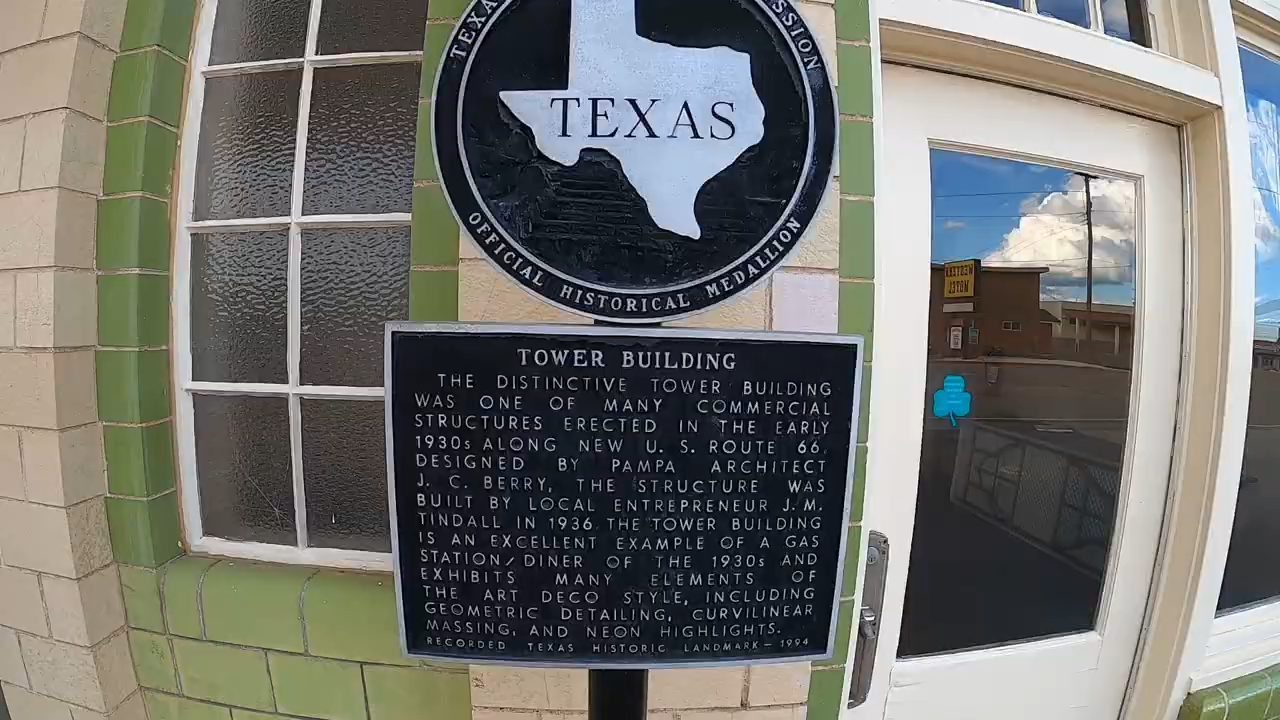 TEXAS
SSION
TEXAS
OFFICIAL HISTORICAL MEDALLION
TOWER BUILDING
THE DISTINCTIVE TOWER BUILDING
WAS ONE OF MANY COMMERCIAL
STRUCTURES ERECTED IN THE EARLY
1930s ALONG NEW U. S. ROUTE 66.
DESIGNED BY PAMPA ARCHITECT
J. C. BERRY, THE STRUCTURE WAS
BUILT BY LOCAL ENTREPRENEUR J. M.
TINDALL IN 1936. THE TOWER BUILDING
IS AN EXCELLENT EXAMPLE OF A GAS
STATION/DINER OF THE 1930s AND
EXHIBITS MANY ELEMENTS OF
THE ART DECO STYLE, INCLUDING
GEOMETRIC DETAILING, CURVILINEAR
MASSING, AND NEON HIGHLIGHTS.
RECORDED TEXAS HISTORIC LANDMARK – 1994